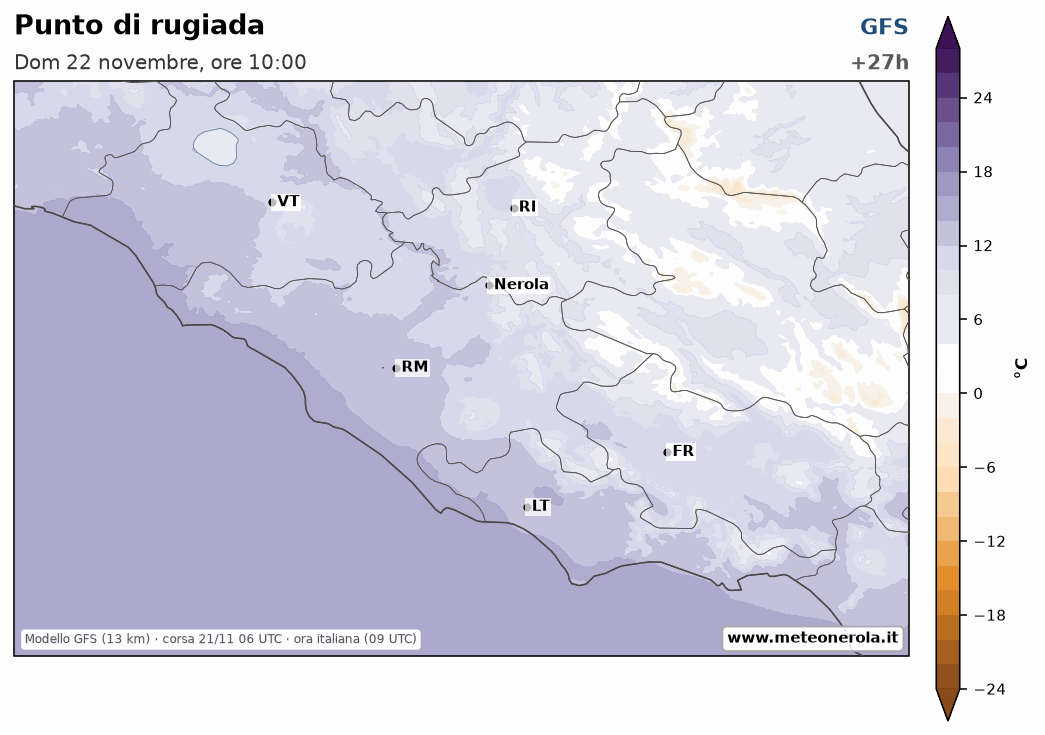 Punto di rugiada
GFS
Dom 22 novembre, ore 10:00
+27h
VT
RI
Nerola
RM
FR
LT
24
18
12
6
0
−6
−12
−18
−24
°C
Modello GFS (13 km) · corsa 21/11 06 UTC · ora italiana (09 UTC)
www.meteonerola.it